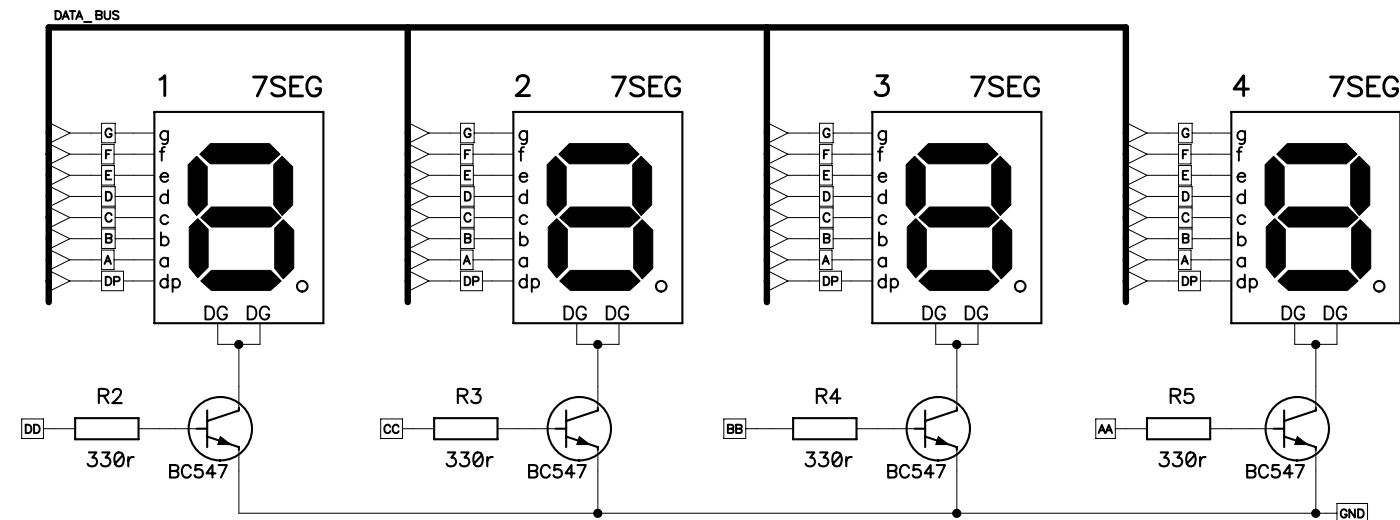 DATA_BUS
1 7SEG 2 7SEG 3 7SEG 4 7SEG
G g G g G g G g
F f F f F f F f
E e E e E e E e
D d D d D d D d
C c C c C c C c
B b B b B b B b
A a A a A a A a
DP dp DP dp DP dp DP dp
DG DG DG DG DG DG DG DG
R2 R3 R4 R5
DD CC BB AA
330r BC547 330r BC547 330r BC547 330r BC547
GND